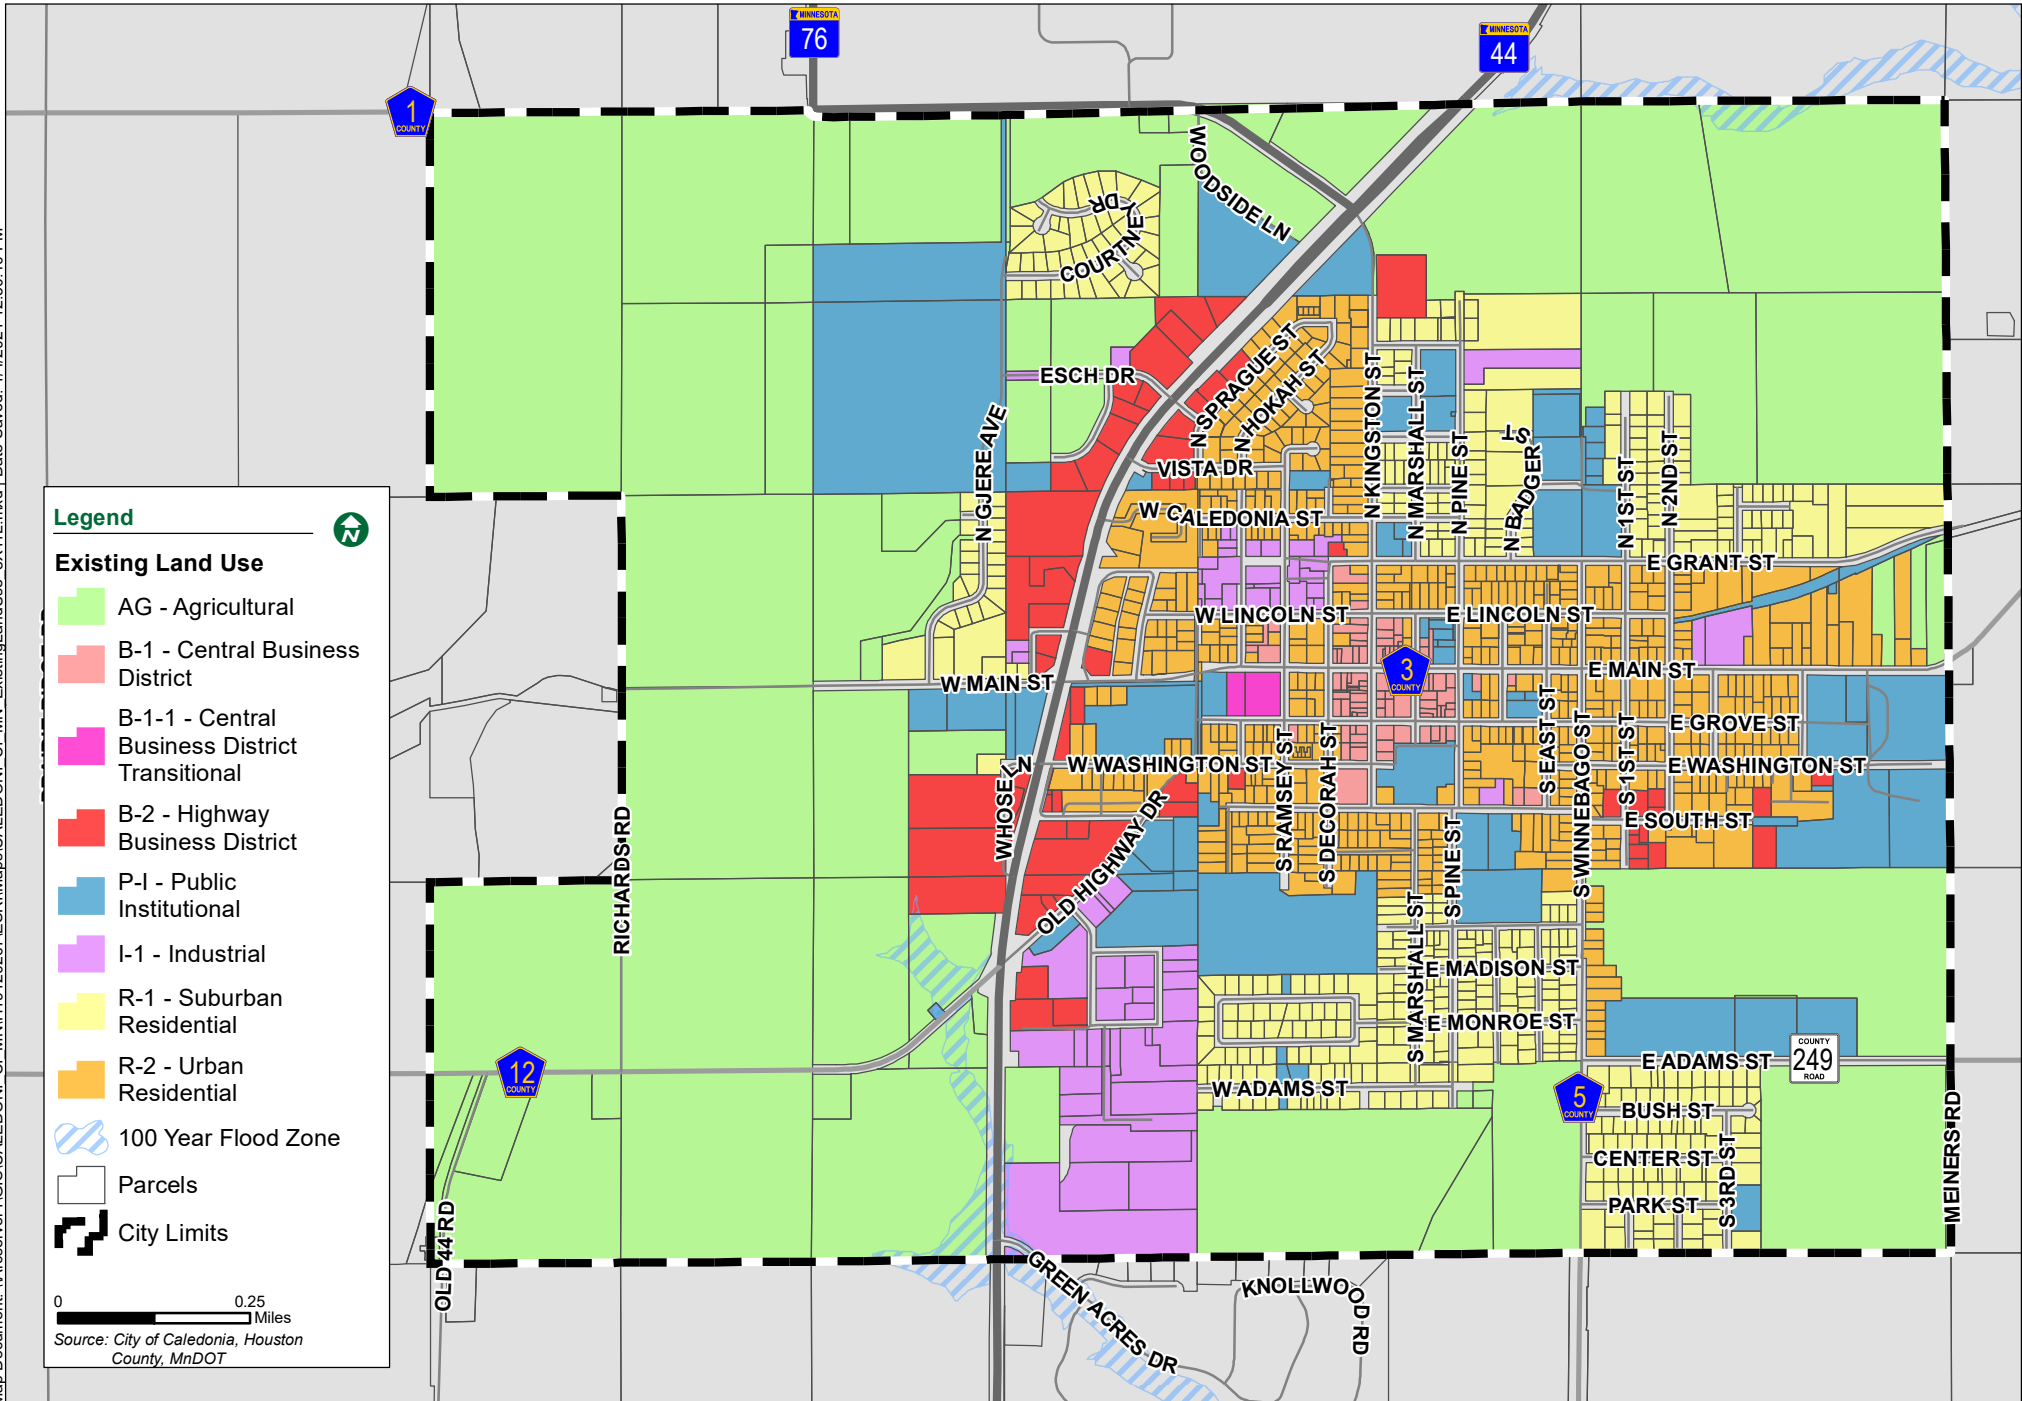 MINNESOTA
76
MINNESOTA
44
1
COUNTY
WOODSIDE LN
COURTNEY DR
ESCH DR
N SPRAGUE ST
N HOKAH ST
N KINGSTON ST
N MARSHALL ST
N PINE ST
N BADGER ST
N 1ST ST
N 2ND ST
N GJERE AVE
VISTA DR
W CALEDONIA ST
E GRANT ST
W LINCOLN ST
E LINCOLN ST
3
COUNTY
E MAIN ST
W MAIN ST
E GROVE ST
W WASHINGTON ST
E WASHINGTON ST
WHOSE LN
OLD HIGHWAY DR
S RAMSEY ST
S DECORAH ST
S EAST ST
S WINNEBAGO ST
S 1ST ST
E SOUTH ST
S PINE ST
S MARSHALL ST
RICHARDS RD
E MADISON ST
E MONROE ST
E ADAMS ST
COUNTY
249
ROAD
W ADAMS ST
12
COUNTY
5
COUNTY
BUSH ST
CENTER ST
PARK ST
S 3RD ST
MEINERS RD
OLD 44 RD
GREEN ACRES DR
KNOLLWOOD RD
Legend
N
Existing Land Use
AG - Agricultural
B-1 - Central Business
District
B-1-1 - Central
Business District
Transitional
B-2 - Highway
Business District
P-I - Public
Institutional
I-1 - Industrial
R-1 - Suburban
Residential
R-2 - Urban
Residential
100 Year Flood Zone
Parcels
City Limits
0 0.25
Miles
Source: City of Caledonia, Houston
County, MnDOT